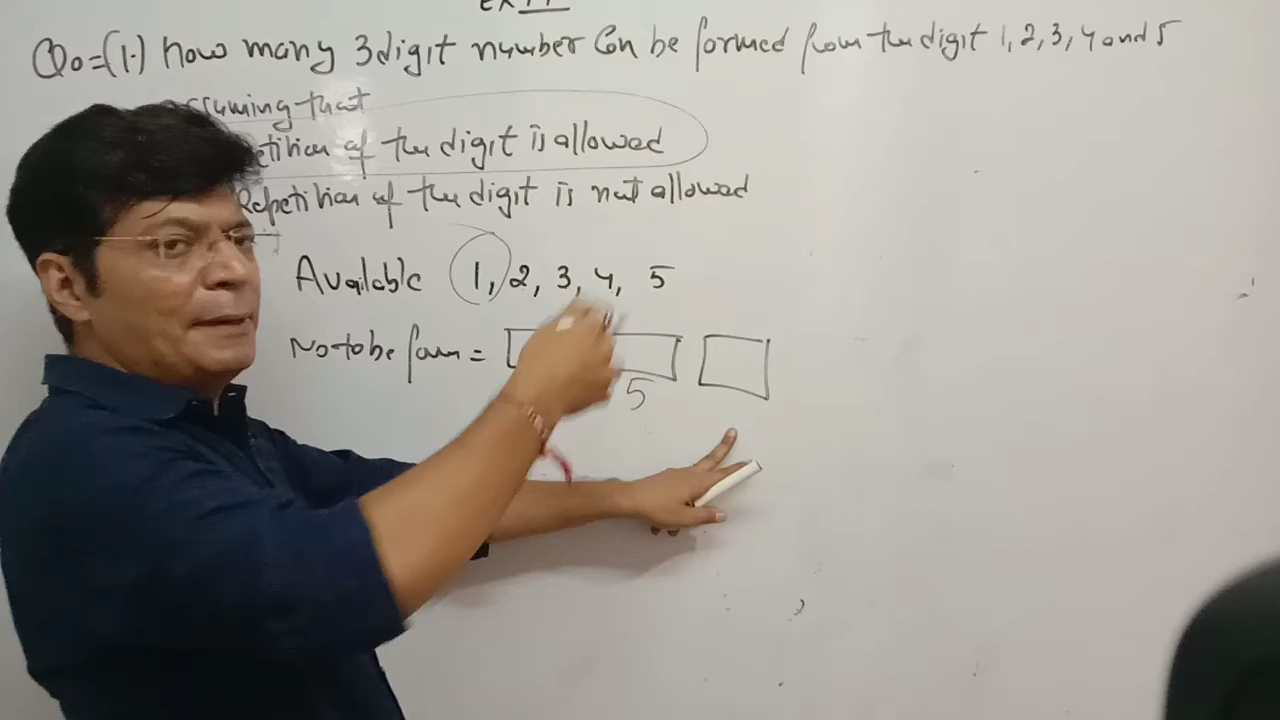 Qo=(1.) How many 3 digit number Can be formed from the digit 1, 2, 3, 4 and 5
ssuming that
etition of the digit is allowed
Repetition of the digit is not allowed
Available 1, 2, 3, 4, 5
No to be form =
5